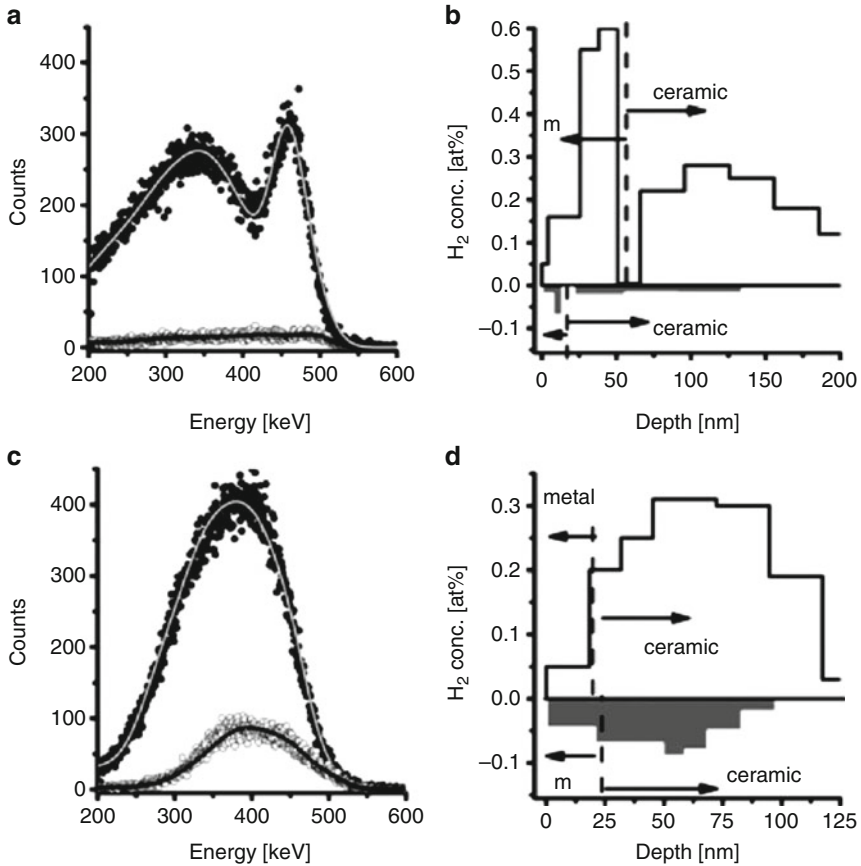 a
400
300
200
100
0
Counts
200 300 400 500 600
Energy [keV]
b
0.6
0.5
0.4
0.3
0.2
0.1
0.0
–0.1
H₂ conc. [at%]
ceramic
m
ceramic
0 50 100 150 200
Depth [nm]
c
400
300
200
100
0
Counts
200 300 400 500 600
Energy [keV]
d
0.3
0.2
0.1
0.0
–0.1
H₂ conc. [at%]
metal
ceramic
m
ceramic
0 25 50 75 100 125
Depth [nm]